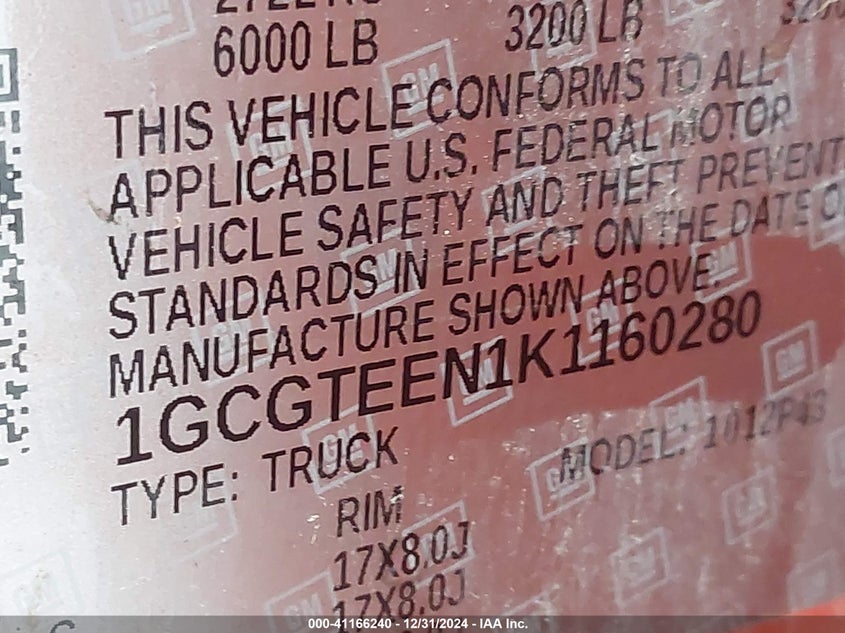 6000 LB 3200 LB
THIS VEHICLE CONFORMS TO ALL
APPLICABLE U.S. FEDERAL MOTOR
VEHICLE SAFETY AND THEFT PREVENT
STANDARDS IN EFFECT ON THE DATE O
MANUFACTURE SHOWN ABOVE.
1GCGTEEN1K1160280
TYPE: TRUCK MODEL: 1012P43
RIM
17X8.0J
17X8.0J
GM
000-41166240 - 12/31/2024 - IAA Inc.